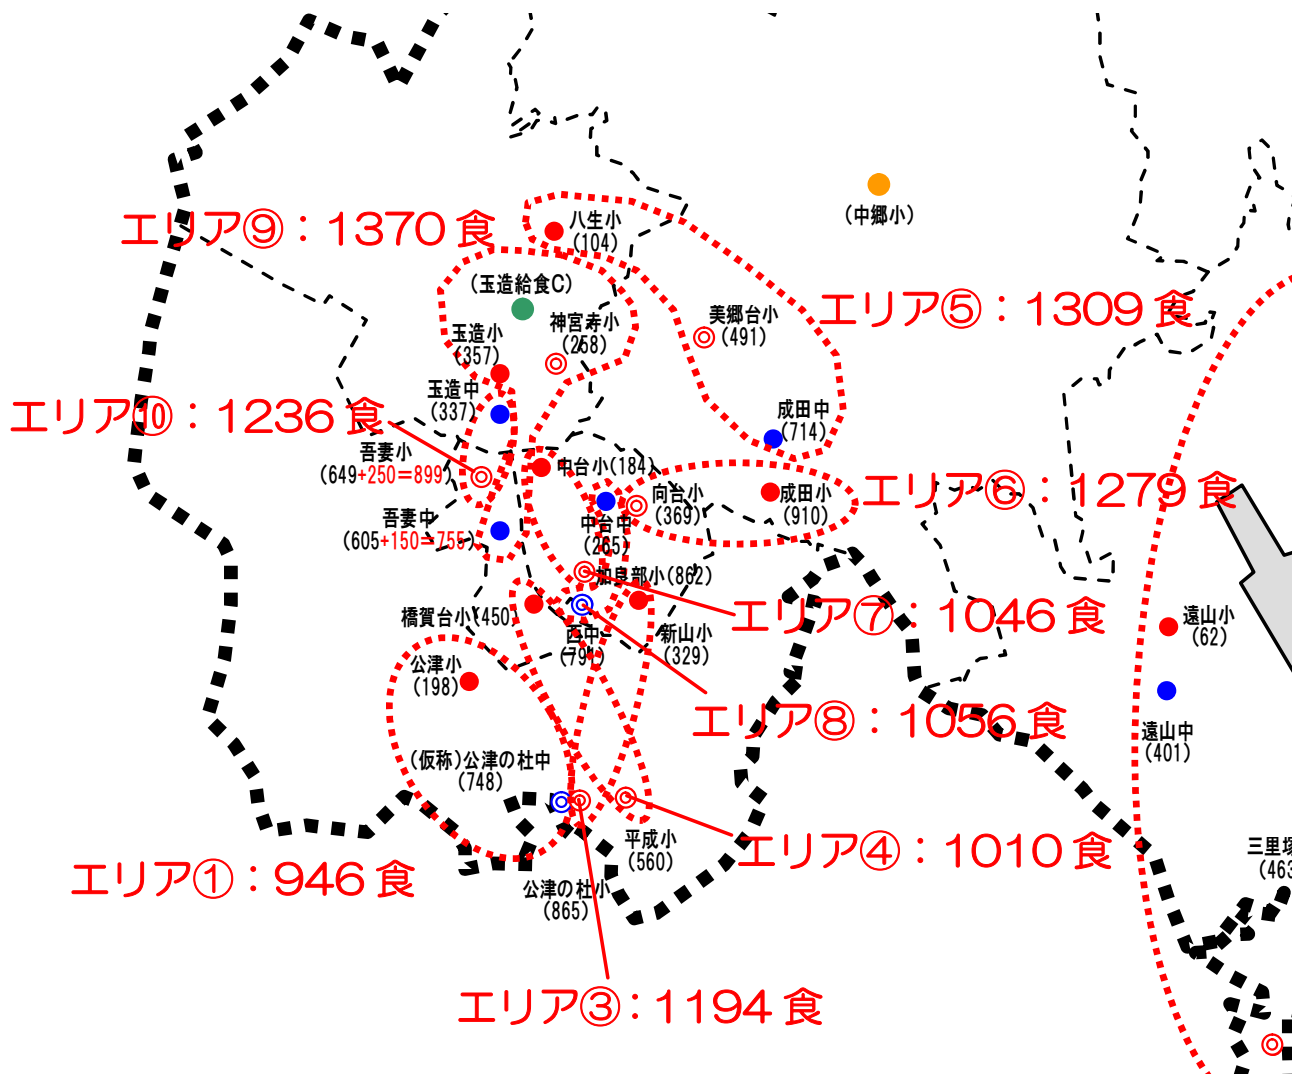 (中郷小)
八生小
(104)
エリア⑨：1370食
(玉造給食C)
エリア⑤：1309食
美郷台小
(491)
神宮寿小
(268)
玉造小
(357)
玉造中
(337)
エリア⑩：1236食
成田中
(714)
吾妻小
(649+250=899)
中台小(184)
向台小
(369)
成田小
(910)
エリア⑥：1279食
吾妻中
(605+150=755)
中台中
(265)
加良部小(862)
橋賀台小(450)
エリア⑦：1046食
遠山小
(62)
西中
(791)
新山小
(329)
公津小
(198)
エリア⑧：1056食
遠山中
(401)
(仮称)公津の杜中
(748)
平成小
(560)
エリア④：1010食
三里塚
(463
エリア①：946食
公津の杜小
(865)
エリア③：1194食